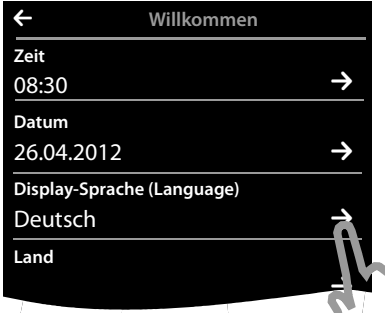 Willkommen
Zeit
08:30
Datum
26.04.2012
Display-Sprache (Language)
Deutsch
Land